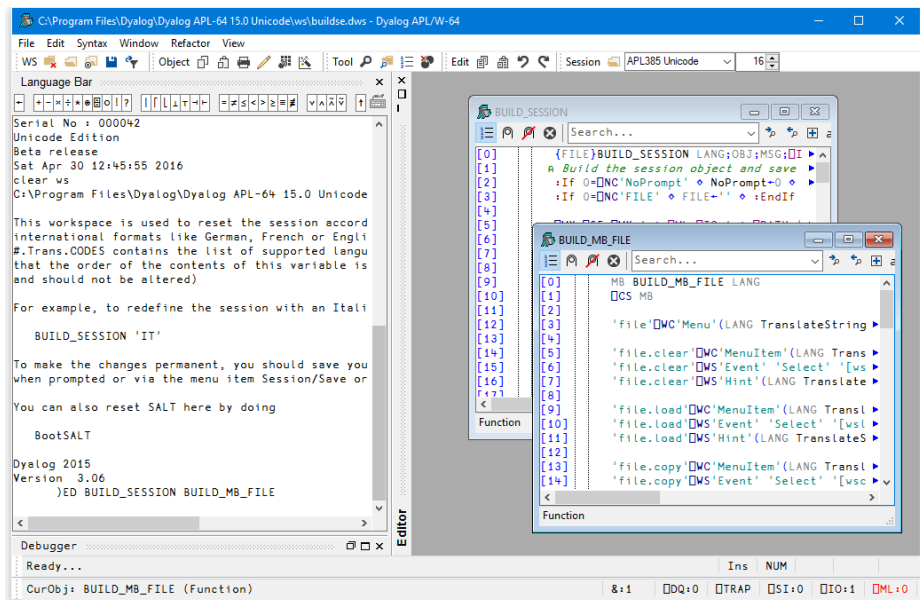 C:\Program Files\Dyalog\Dyalog APL-64 15.0 Unicode\ws\buildse.dws - Dyalog APL/W-64
File Edit Syntax Window Refactor View
WS Object Tool Edit Session APL385 Unicode 16
Language Bar
← + - × ÷ * ⍟ ⌹ ○ ! ? | ⌈ ⌊ ⊥ ⊤ ⊣ ⊢ = ≠ ≤ < > ≥ ≡ ≢ ∨ ∧ ⍲ ⍱ ↑
Serial No : 000042
Unicode Edition
Beta release
Sat Apr 30 12:45:55 2016
clear ws
C:\Program Files\Dyalog\Dyalog APL-64 15.0 Unicode
This workspace is used to reset the session accord
international formats like German, French or Engli
#.Trans.CODES contains the list of supported langu
that the order of the contents of this variable is
and should not be altered)
For example, to redefine the session with an Itali
BUILD_SESSION 'IT'
To make the changes permanent, you should save you
when prompted or via the menu item Session/Save or
You can also reset SALT here by doing
BootSALT
Dyalog 2015
Version 3.06
)ED BUILD_SESSION BUILD_MB_FILE
Debugger
Editor
BUILD_SESSION
Search...
[0] {FILE}BUILD_SESSION LANG;OBJ;MSG;⎕I
[1] ⍝ Build the session object and save
[2] :If 0=⎕NC'NoPrompt' ⋄ NoPrompt←0 ⋄
[3] :If 0=⎕NC'FILE' ⋄ FILE←'' ⋄ :EndIf
[4]
[5]
[6]
[7]
[8]
[9]
[10]
[11]
[12]
[13]
[14]
[15]
[16]
[17]
Function
BUILD_MB_FILE
Search...
[0] MB BUILD_MB_FILE LANG
[1] ⎕CS MB
[2]
[3] 'file'⎕WC'Menu'(LANG TranslateString
[4]
[5] 'file.clear'⎕WC'MenuItem'(LANG Trans
[6] 'file.clear'⎕WS'Event' 'Select' '[ws
[7] 'file.clear'⎕WS'Hint'(LANG Translate
[8]
[9] 'file.load'⎕WC'MenuItem'(LANG Transl
[10] 'file.load'⎕WS'Event' 'Select' '[wsl
[11] 'file.load'⎕WS'Hint'(LANG TranslateS
[12]
[13] 'file.copy'⎕WC'MenuItem'(LANG Transl
[14] 'file.copy'⎕WS'Event' 'Select' '[wsc
Function
Ready... Ins NUM
CurObj: BUILD_MB_FILE (Function) &:1 ⎕DQ:0 ⎕TRAP ⎕SI:0 ⎕IO:1 ⎕ML:0